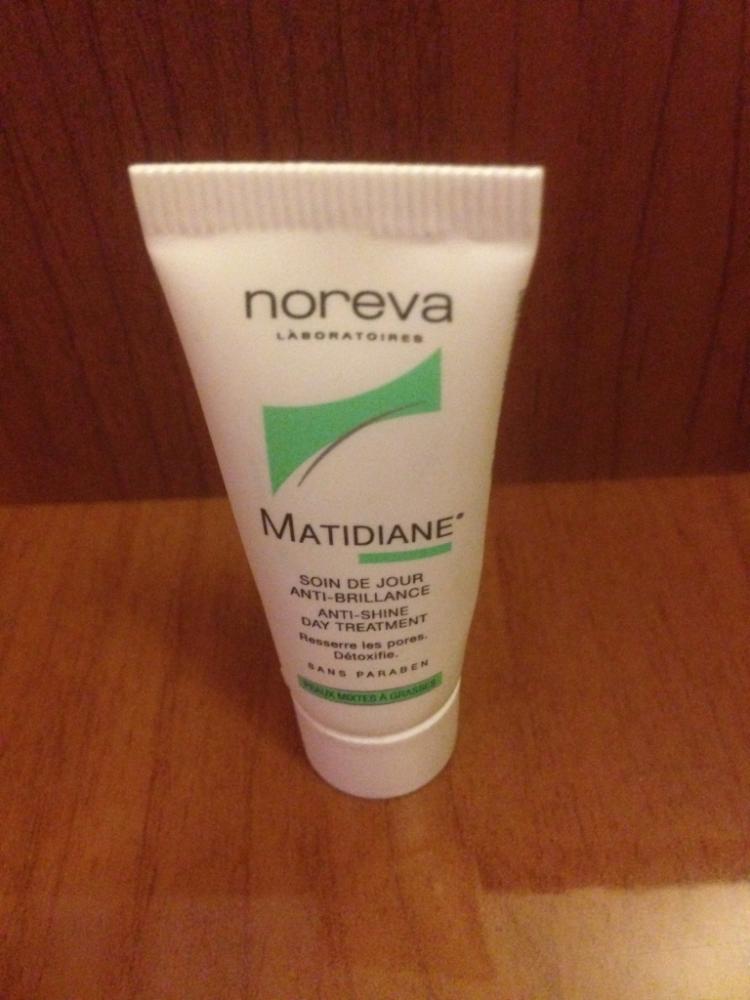 noreva
LABORATOIRES
MATIDIANE®
SOIN DE JOUR
ANTI-BRILLANCE
ANTI-SHINE
DAY TREATMENT
Resserre les pores.
Détoxifie.
SANS PARABEN
PEAUX MIXTES À GRASSES